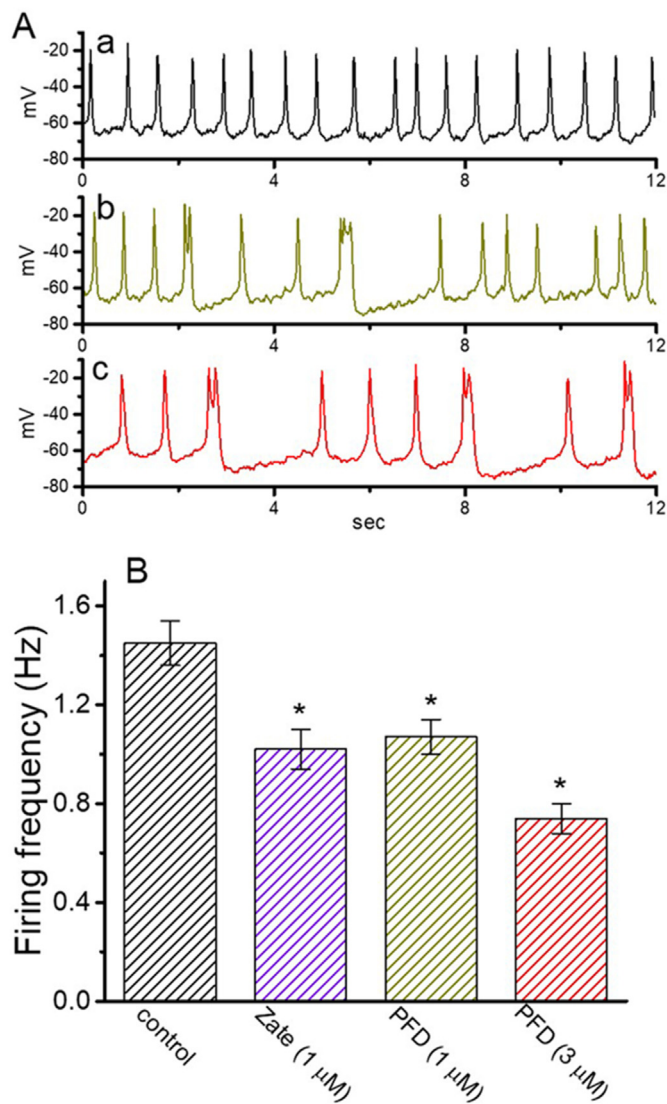 A
a
-20
-40
-60
-80
mV
0 4 8 12
b
-20
-40
-60
-80
mV
0 4 8 12
c
-20
-40
-60
-80
mV
0 4 8 12
sec
B
1.6
1.2
0.8
0.4
0.0
Firing frequency (Hz)
* * *
control
Zate (1 μM)
PFD (1 μM)
PFD (3 μM)